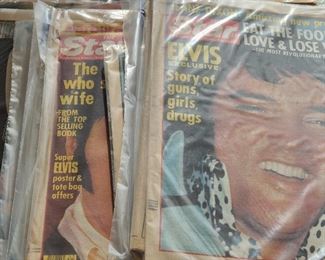 Star
The
who
wife
FROM
THE TOP
SELLING
BOOK
Super
ELVIS
poster &
tote bag
offers
Star
EAT THE FOO
LOVE & LOSE
THE MOST REVOLUTIONARY
ELVIS
EXCLUSIVE
Story of
guns,
girls,
drugs